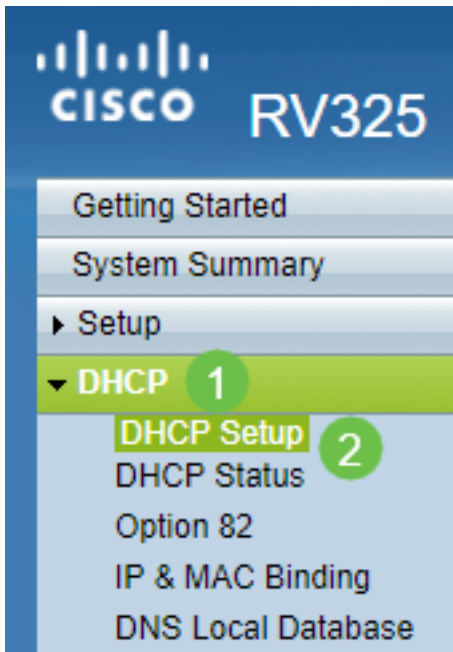 CISCO RV325
Getting Started
System Summary
Setup
DHCP 1
DHCP Setup 2
DHCP Status
Option 82
IP & MAC Binding
DNS Local Database